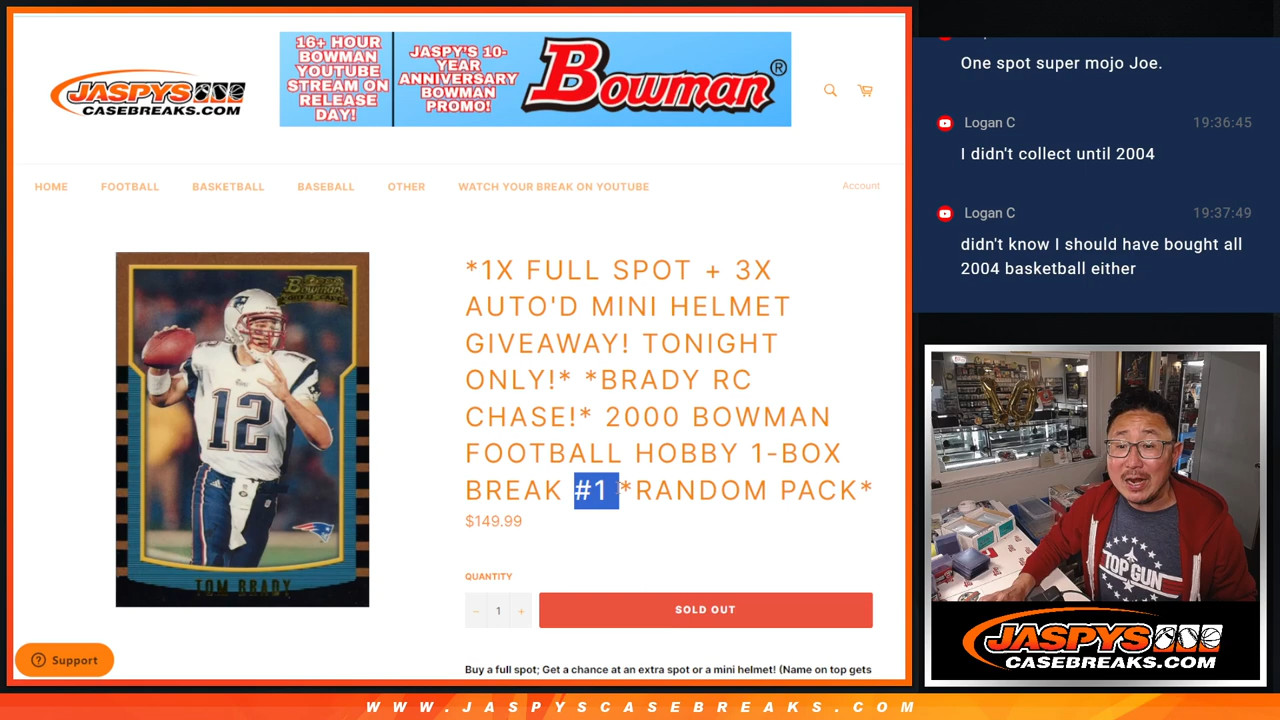 16+ HOUR
BOWMAN
YOUTUBE
STREAM ON
RELEASE
DAY!
JASPY'S 10-
YEAR
ANNIVERSARY
BOWMAN
PROMO!
Bowman®
JASPYS
CASEBREAKS.COM
HOME
FOOTBALL
BASKETBALL
BASEBALL
OTHER
WATCH YOUR BREAK ON YOUTUBE
Account
Bowman
12
TOM BRADY
*1X FULL SPOT + 3X
AUTO'D MINI HELMET
GIVEAWAY! TONIGHT
ONLY!* *BRADY RC
CHASE!* 2000 BOWMAN
FOOTBALL HOBBY 1-BOX
BREAK #1 *RANDOM PACK*
$149.99
QUANTITY
− 1 +
SOLD OUT
Buy a full spot; Get a chance at an extra spot or a mini helmet! (Name on top gets
Support
One spot super mojo Joe.
Logan C 19:36:45
I didn't collect until 2004
Logan C 19:37:49
didn't know I should have bought all
2004 basketball either
10
TOP GUN
JASPYS
CASEBREAKS.COM
WWW.JASPYSCASEBREAKS.COM